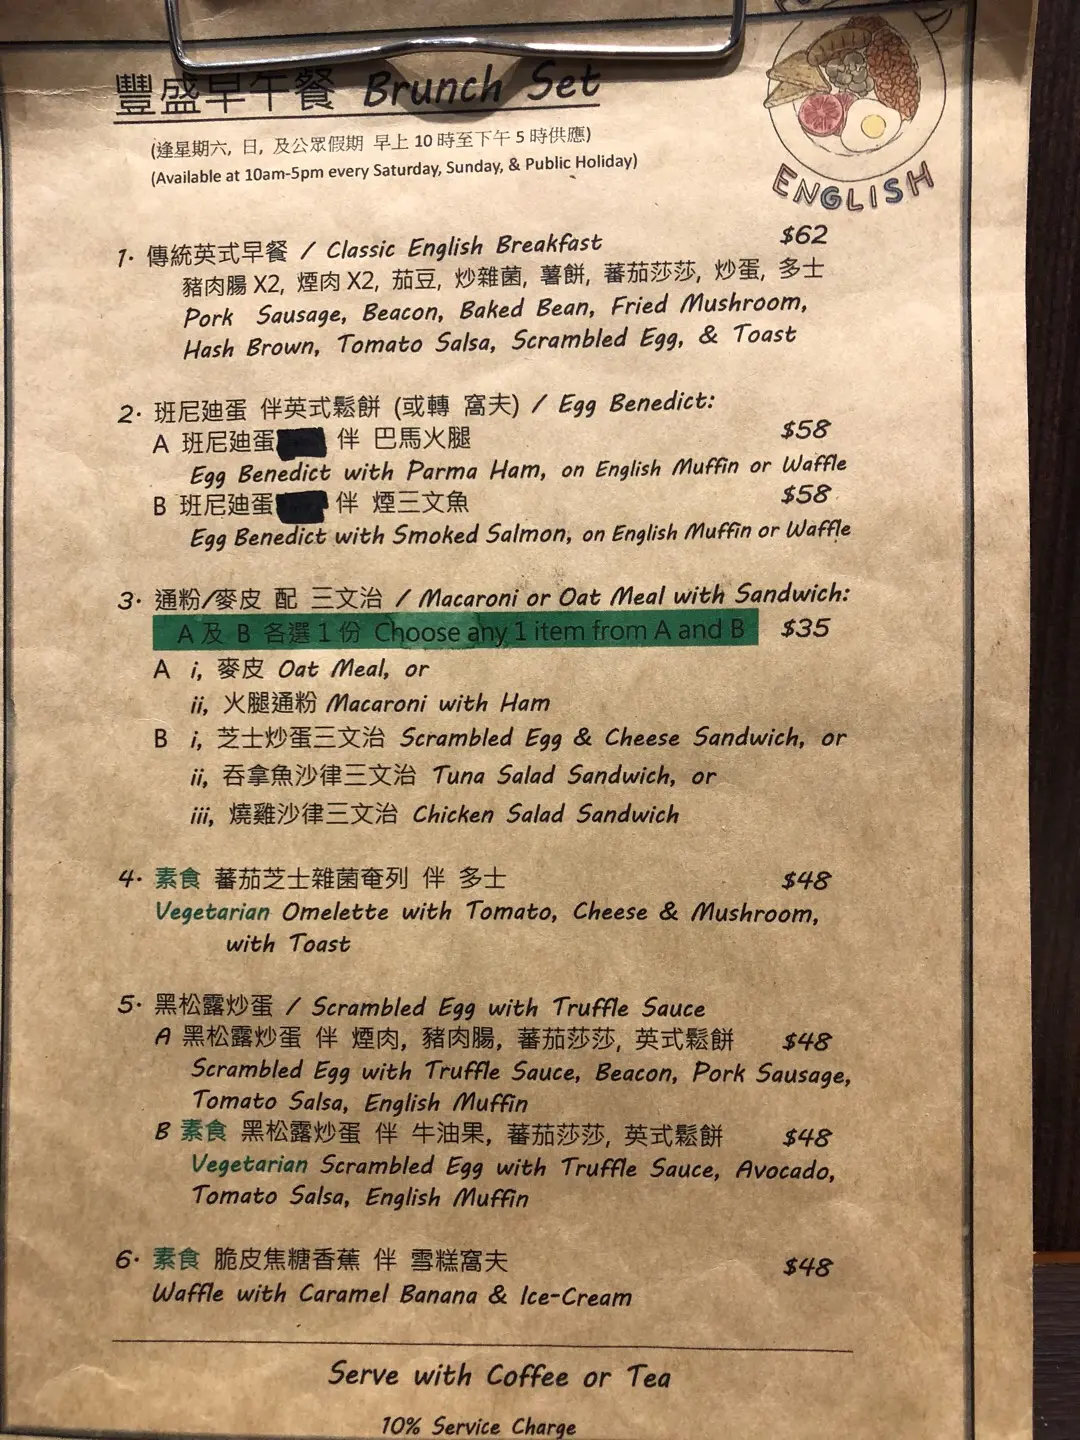 豐盛早午餐 Brunch Set
(逢星期六, 日, 及公眾假期 早上 10 時至下午 5 時供應)
(Available at 10am-5pm every Saturday, Sunday, & Public Holiday)
ENGLISH
1. 傳統英式早餐 / Classic English Breakfast $62
豬肉腸 X2, 煙肉 X2, 茄豆, 炒雜菌, 薯餅, 蕃茄莎莎, 炒蛋, 多士
Pork Sausage, Beacon, Baked Bean, Fried Mushroom,
Hash Brown, Tomato Salsa, Scrambled Egg, & Toast
2. 班尼迪蛋 伴英式鬆餅 (或轉 窩夫) / Egg Benedict:
A 班尼迪蛋 伴 巴馬火腿 $58
Egg Benedict with Parma Ham, on English Muffin or Waffle
B 班尼迪蛋 伴 煙三文魚 $58
Egg Benedict with Smoked Salmon, on English Muffin or Waffle
3. 通粉/麥皮 配 三文治 / Macaroni or Oat Meal with Sandwich:
A 及 B 各選 1 份 Choose any 1 item from A and B $35
A i, 麥皮 Oat Meal, or
ii, 火腿通粉 Macaroni with Ham
B i, 芝士炒蛋三文治 Scrambled Egg & Cheese Sandwich, or
ii, 吞拿魚沙律三文治 Tuna Salad Sandwich, or
iii, 燒雞沙律三文治 Chicken Salad Sandwich
4. 素食 蕃茄芝士雜菌奄列 伴 多士 $48
Vegetarian Omelette with Tomato, Cheese & Mushroom,
with Toast
5. 黑松露炒蛋 / Scrambled Egg with Truffle Sauce
A 黑松露炒蛋 伴 煙肉, 豬肉腸, 蕃茄莎莎, 英式鬆餅 $48
Scrambled Egg with Truffle Sauce, Beacon, Pork Sausage,
Tomato Salsa, English Muffin
B 素食 黑松露炒蛋 伴 牛油果, 蕃茄莎莎, 英式鬆餅 $48
Vegetarian Scrambled Egg with Truffle Sauce, Avocado,
Tomato Salsa, English Muffin
6. 素食 脆皮焦糖香蕉 伴 雪糕窩夫 $48
Waffle with Caramel Banana & Ice-Cream
Serve with Coffee or Tea
10% Service Charge